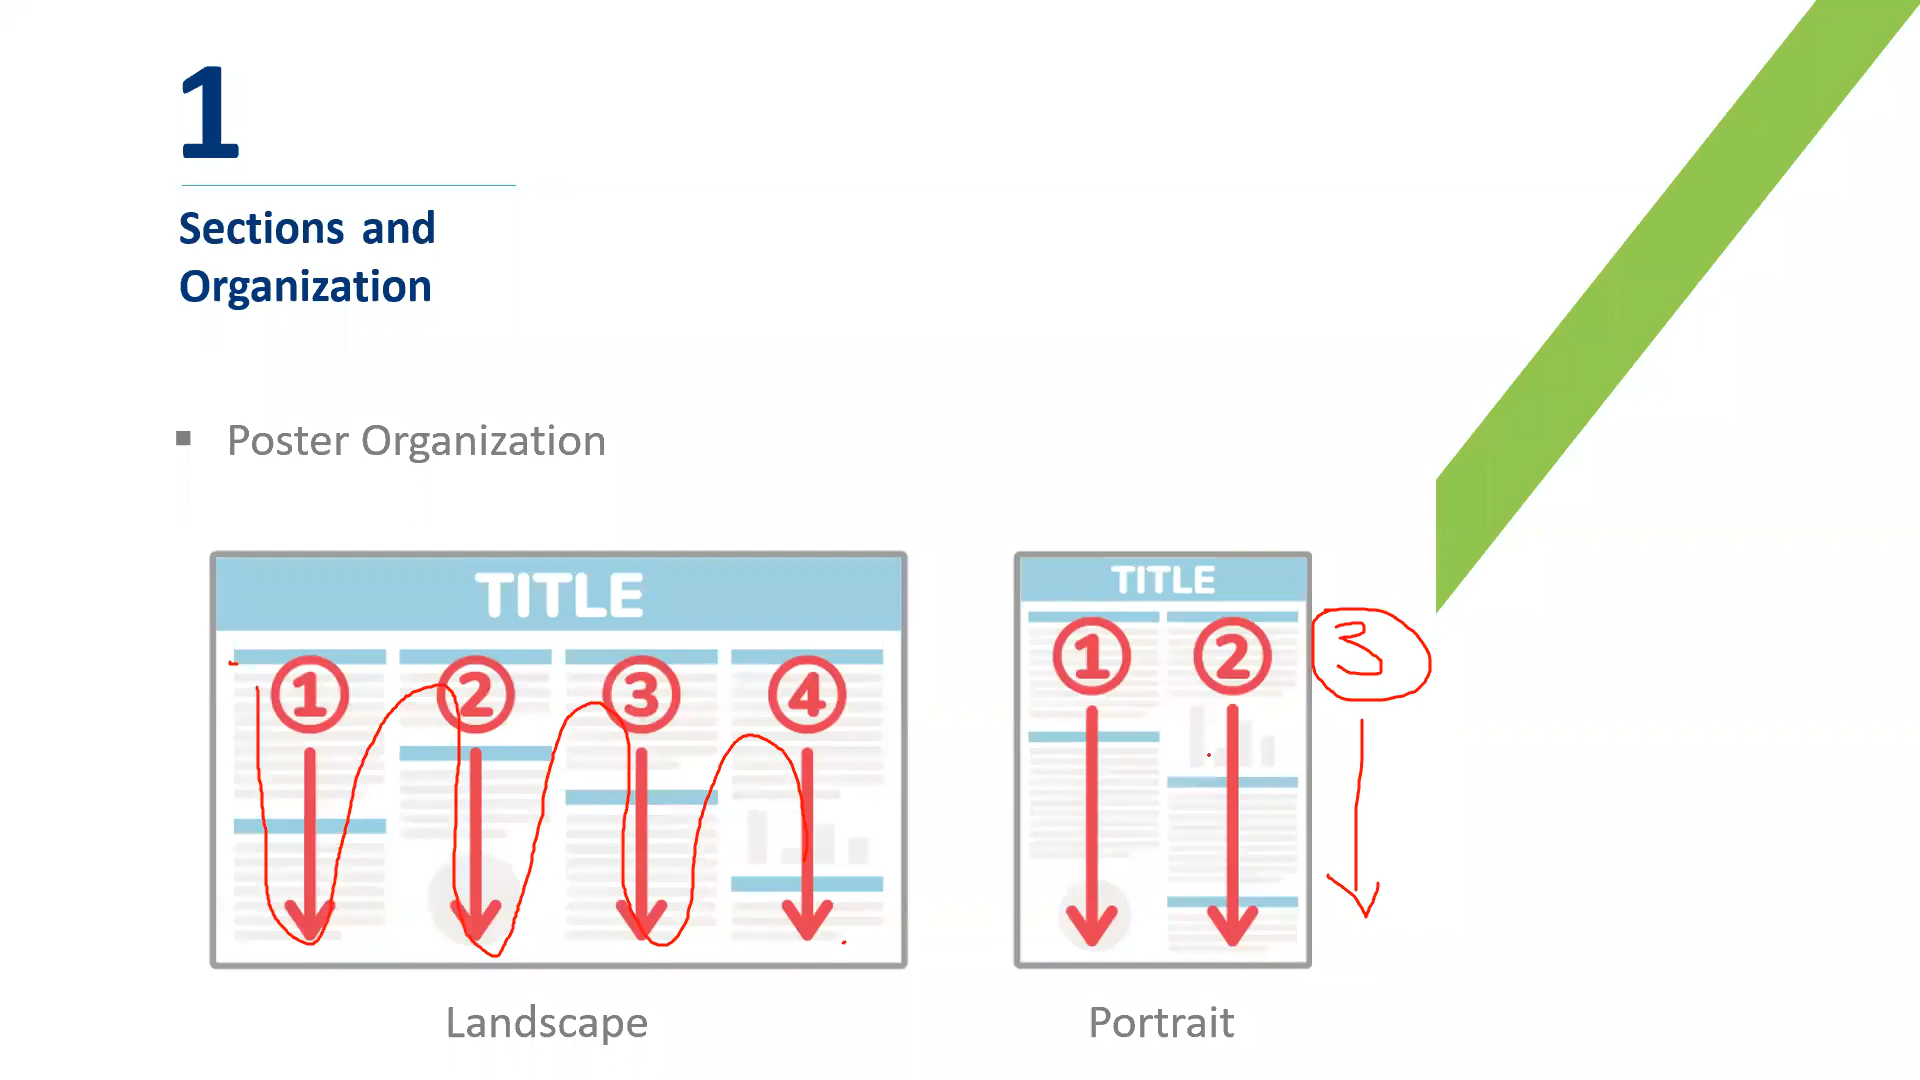 1
Sections and
Organization
▪ Poster Organization
TITLE
1 2 3 4
TITLE
1 2 3
Landscape
Portrait